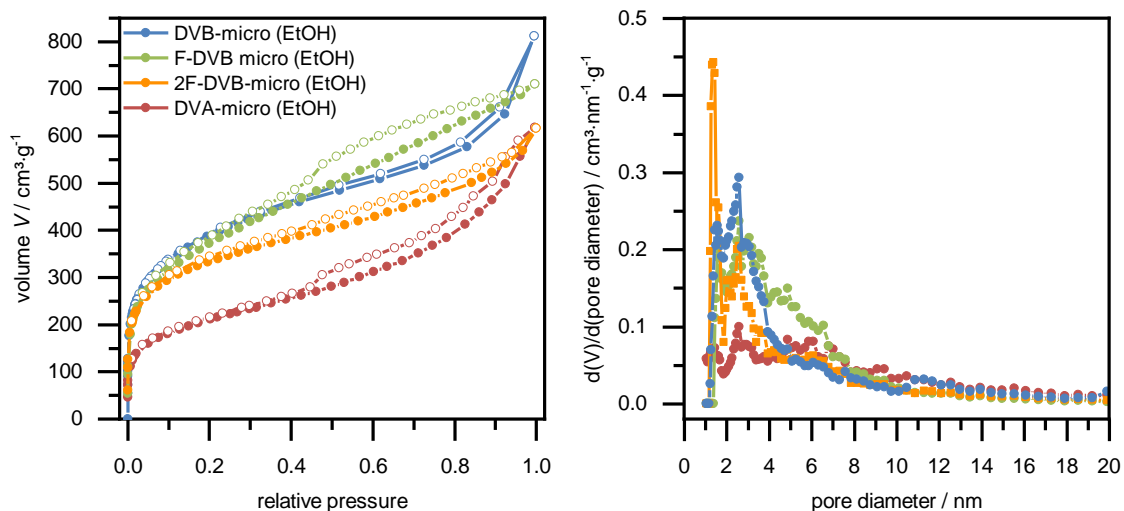 DVB-micro (EtOH)
F-DVB micro (EtOH)
2F-DVB-micro (EtOH)
DVA-micro (EtOH)
volume V / cm³·g⁻¹
800
700
600
500
400
300
200
100
0
0.0 0.2 0.4 0.6 0.8 1.0
relative pressure
d(V)/d(pore diameter) / cm³·nm⁻¹·g⁻¹
0.5
0.4
0.3
0.2
0.1
0.0
0 2 4 6 8 10 12 14 16 18 20
pore diameter / nm